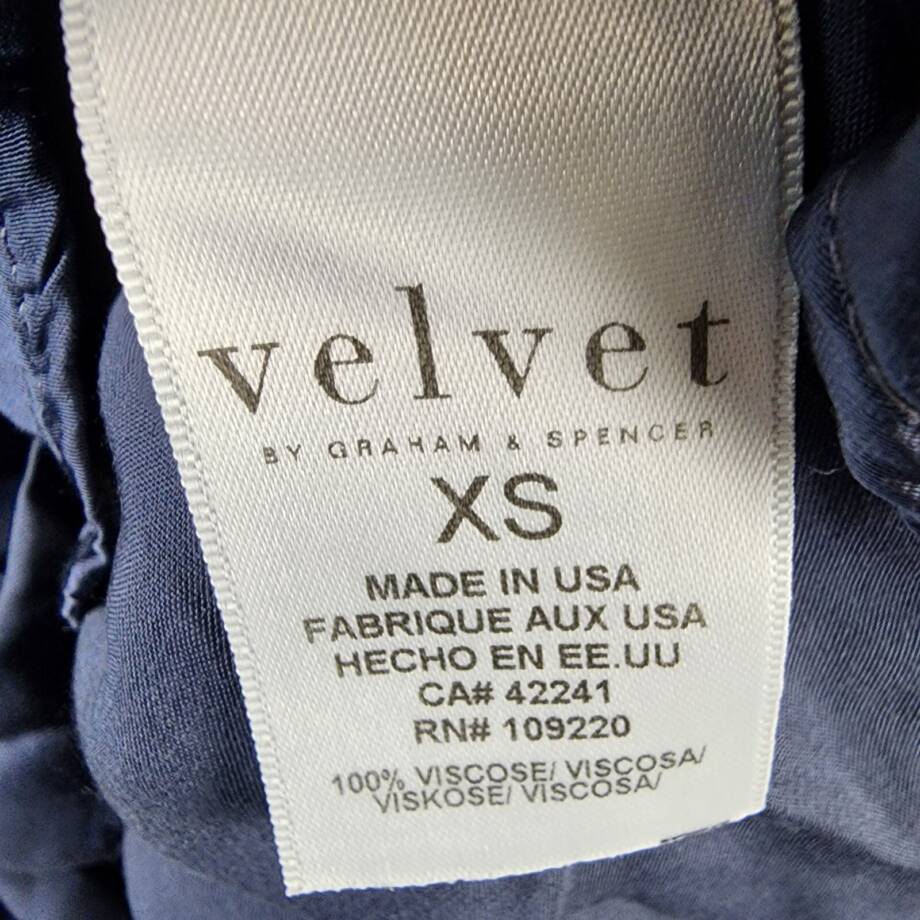 velvet
BY GRAHAM & SPENCER
XS
MADE IN USA
FABRIQUE AUX USA
HECHO EN EE.UU
CA# 42241
RN# 109220
100% VISCOSE/ VISCOSA/
VISKOSE/ VISCOSA/